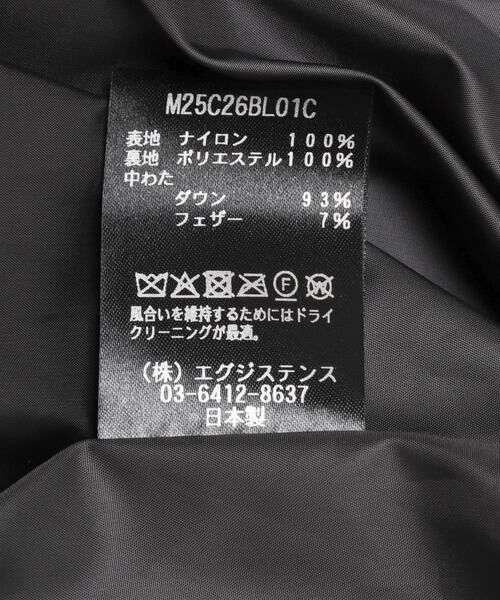 M25C26BL01C
表地 ナイロン 100%
裏地 ポリエステル100%
中わた
ダウン 93%
フェザー 7%
F W
風合いを維持するためにはドライ
クリーニングが最適。
(株)エグジステンス
03-6412-8637
日本製